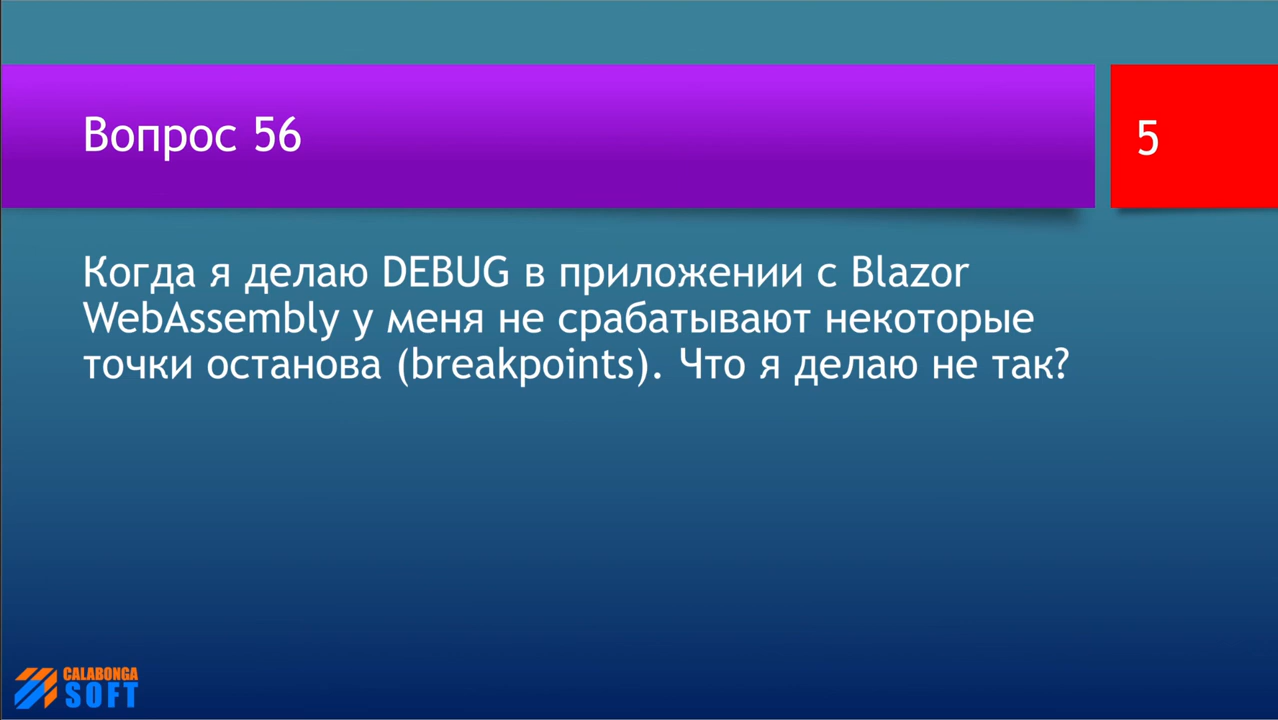 Вопрос 56
5
Когда я делаю DEBUG в приложении с Blazor
WebAssembly у меня не срабатывают некоторые
точки останова (breakpoints). Что я делаю не так?
CALABONGA
SOFT